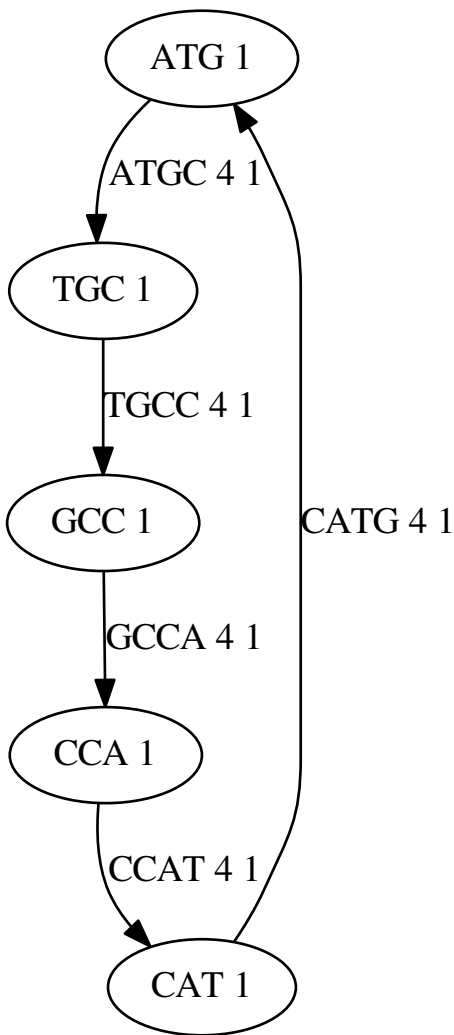 ATG 1
ATGC 4 1
TGC 1
TGCC 4 1
GCC 1
CATG 4 1
GCCA 4 1
CCA 1
CCAT 4 1
CAT 1